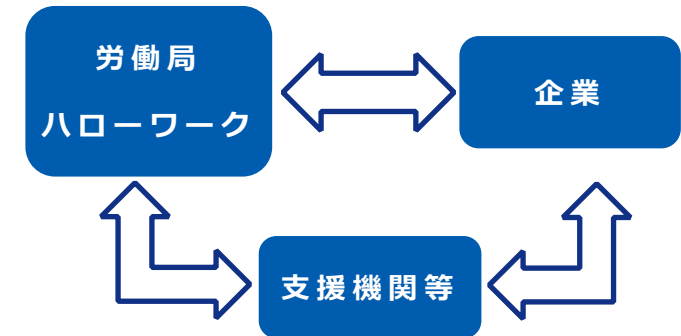 労働局
ハローワーク
企業
支援機関等